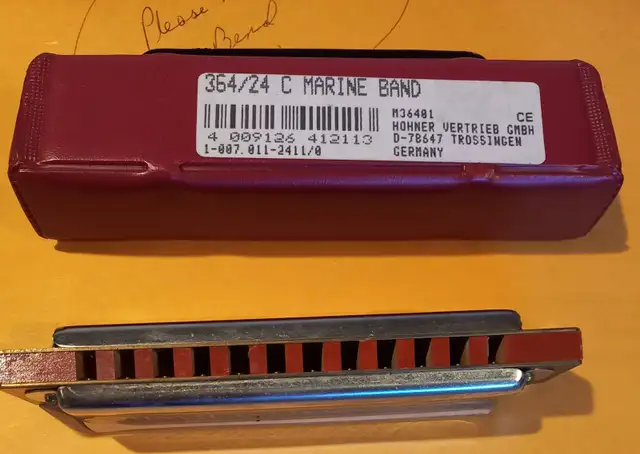 Please
Bend
364/24 C MARINE BAND
M36401 CE
HOHNER VERTRIEB GMBH
D-78647 TROSSINGEN
GERMANY
4 009126 412113
1-007.011-2411/0